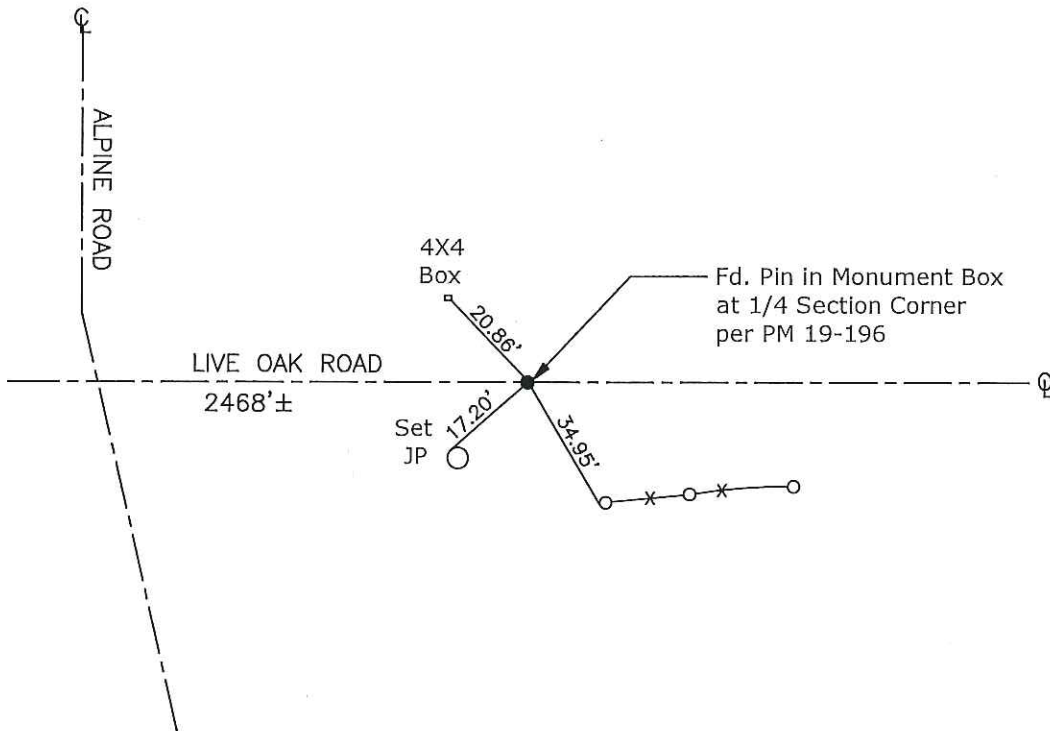 ℄
ALPINE ROAD
4X4
Box
20.86'
Fd. Pin in Monument Box
at 1/4 Section Corner
per PM 19-196
LIVE OAK ROAD
2468'±
℄
Set
JP
17.20'
34.95'